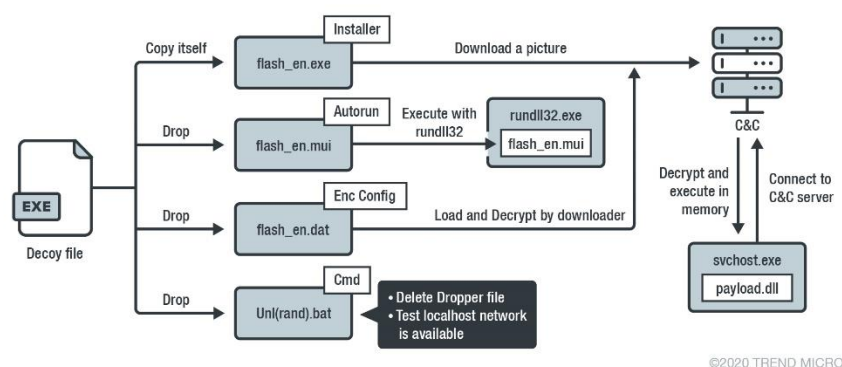 Installer
Copy itself
flash_en.exe
Download a picture
C&C
Autorun
Drop
flash_en.mui
Execute with
rundll32
rundll32.exe
flash_en.mui
EXE
Decoy file
Enc Config
Drop
flash_en.dat
Load and Decrypt by downloader
Decrypt and
execute in
memory
Connect to
C&C server
svchost.exe
payload.dll
Cmd
Drop
Unl(rand).bat
• Delete Dropper file
• Test localhost network
is available
©2020 TREND MICRO